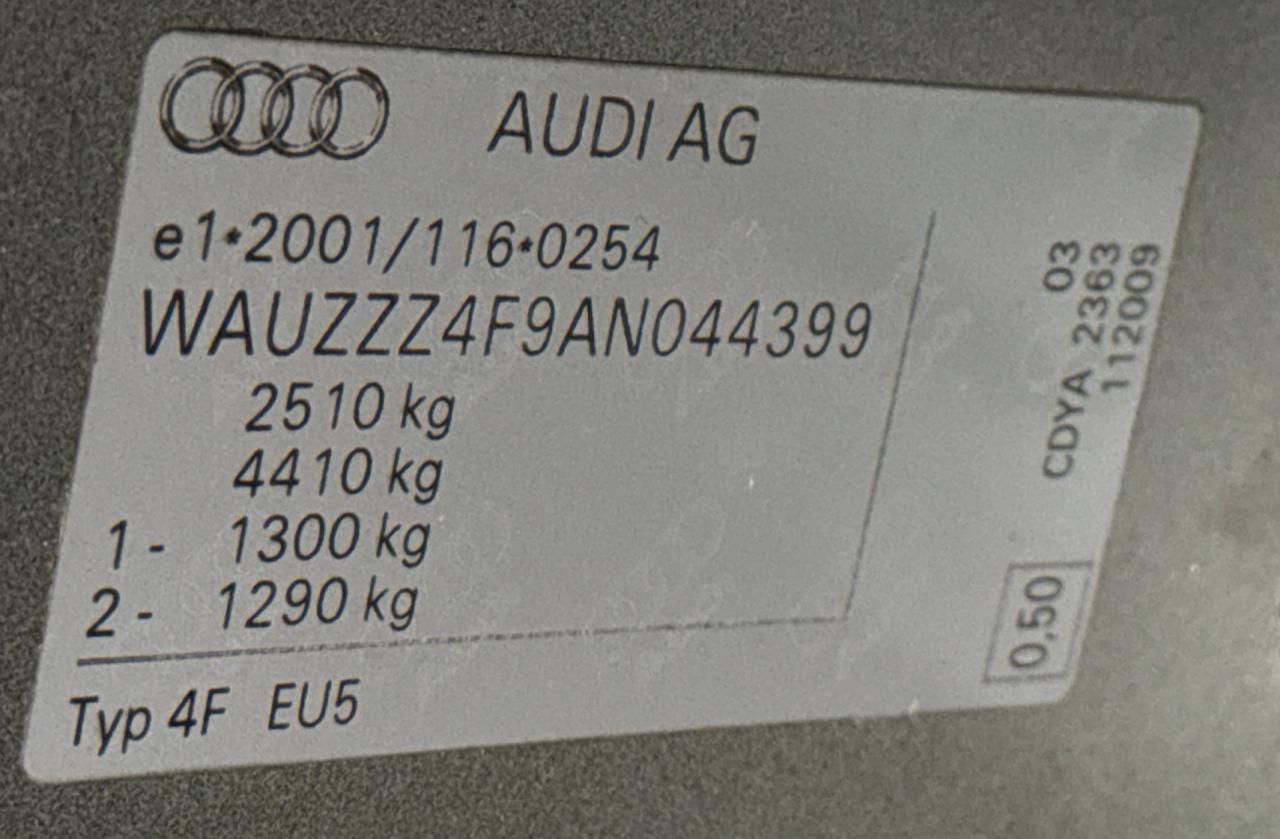 AUDI AG
e1*2001/116*0254
WAUZZZ4F9AN044399
2510 kg
4410 kg
1 - 1300 kg
2 - 1290 kg
Typ 4F EU5
03
CDYA 2363
112009
0,50